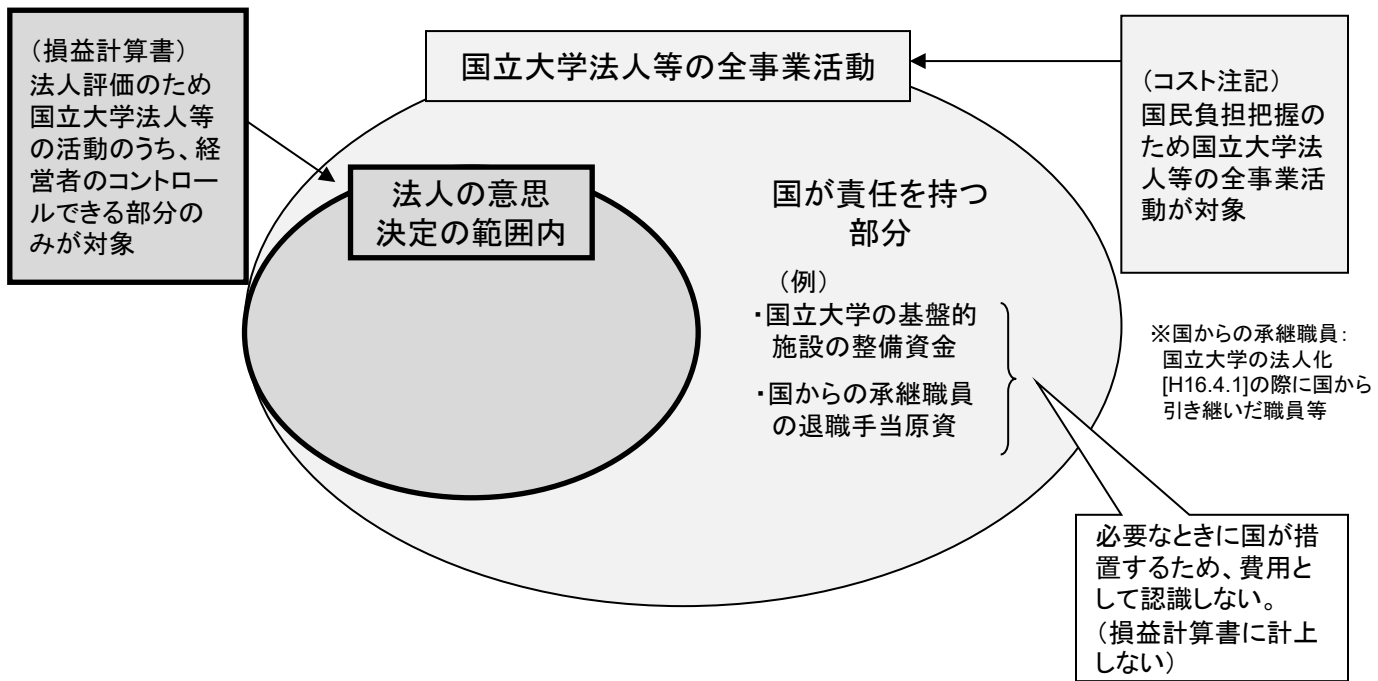 （損益計算書）
法人評価のため
国立大学法人等
の活動のうち、経
営者のコントロー
ルできる部分の
みが対象
国立大学法人等の全事業活動
（コスト注記）
国民負担把握の
ため国立大学法
人等の全事業活
動が対象
法人の意思
決定の範囲内
国が責任を持つ
部分
（例）
・国立大学の基盤的
施設の整備資金
・国からの承継職員
の退職手当原資
※国からの承継職員：
国立大学の法人化
[H16.4.1]の際に国から
引き継いだ職員等
必要なときに国が措
置するため、費用と
して認識しない。
（損益計算書に計上
しない）